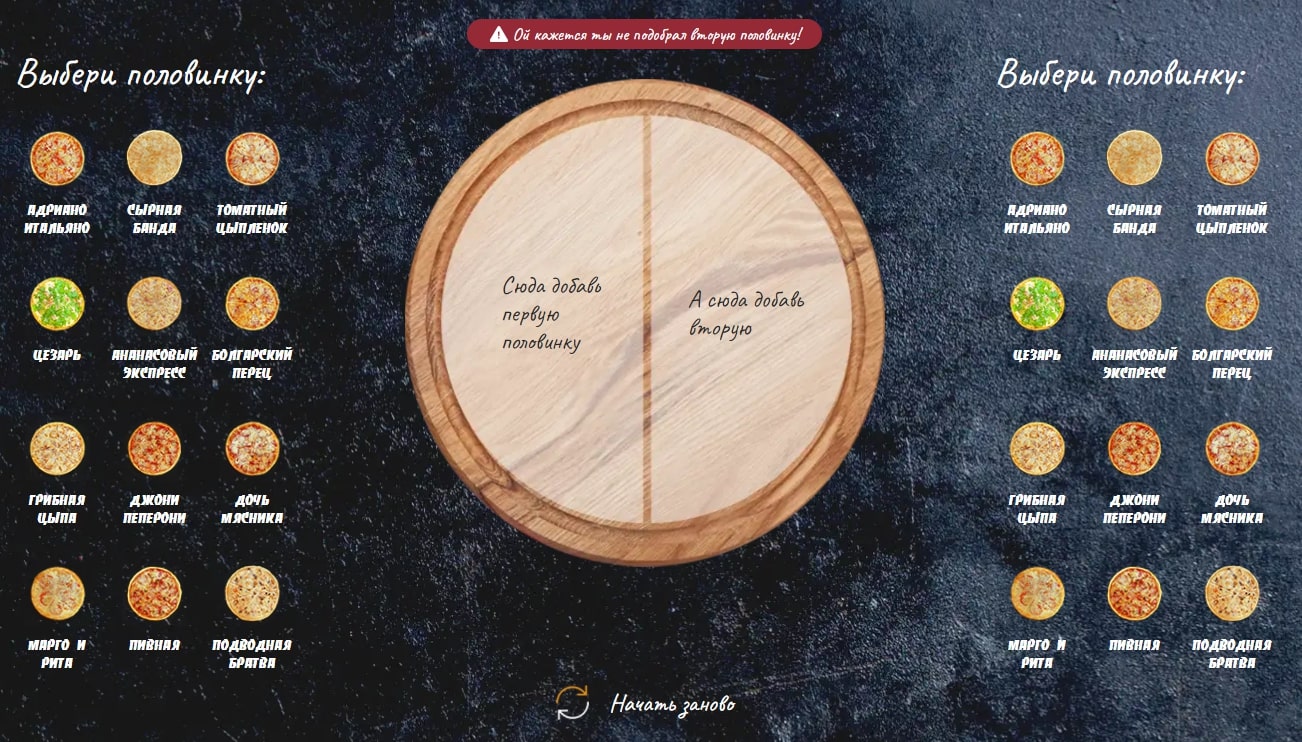 Ой кажется ты не подобрал вторую половинку!
Выбери половинку:
АДРИАНО
ИТАЛЬЯНО
СЫРНАЯ
БАНДА
ТОМАТНЫЙ
ЦЫПЛЕНОК
ЦЕЗАРЬ
АНАНАСОВЫЙ
ЭКСПРЕСС
БОЛГАРСКИЙ
ПЕРЕЦ
ГРИБНАЯ
ЦЫПА
ДЖОНИ
ПЕПЕРОНИ
ДОЧЬ
МЯСНИКА
МАРГО И
РИТА
ПИВНАЯ
ПОДВОДНАЯ
БРАТВА
Сюда добавь
первую
половинку
А сюда добавь
вторую
Выбери половинку:
АДРИАНО
ИТАЛЬЯНО
СЫРНАЯ
БАНДА
ТОМАТНЫЙ
ЦЫПЛЕНОК
ЦЕЗАРЬ
АНАНАСОВЫЙ
ЭКСПРЕСС
БОЛГАРСКИЙ
ПЕРЕЦ
ГРИБНАЯ
ЦЫПА
ДЖОНИ
ПЕПЕРОНИ
ДОЧЬ
МЯСНИКА
МАРГО И
РИТА
ПИВНАЯ
ПОДВОДНАЯ
БРАТВА
Начать заново